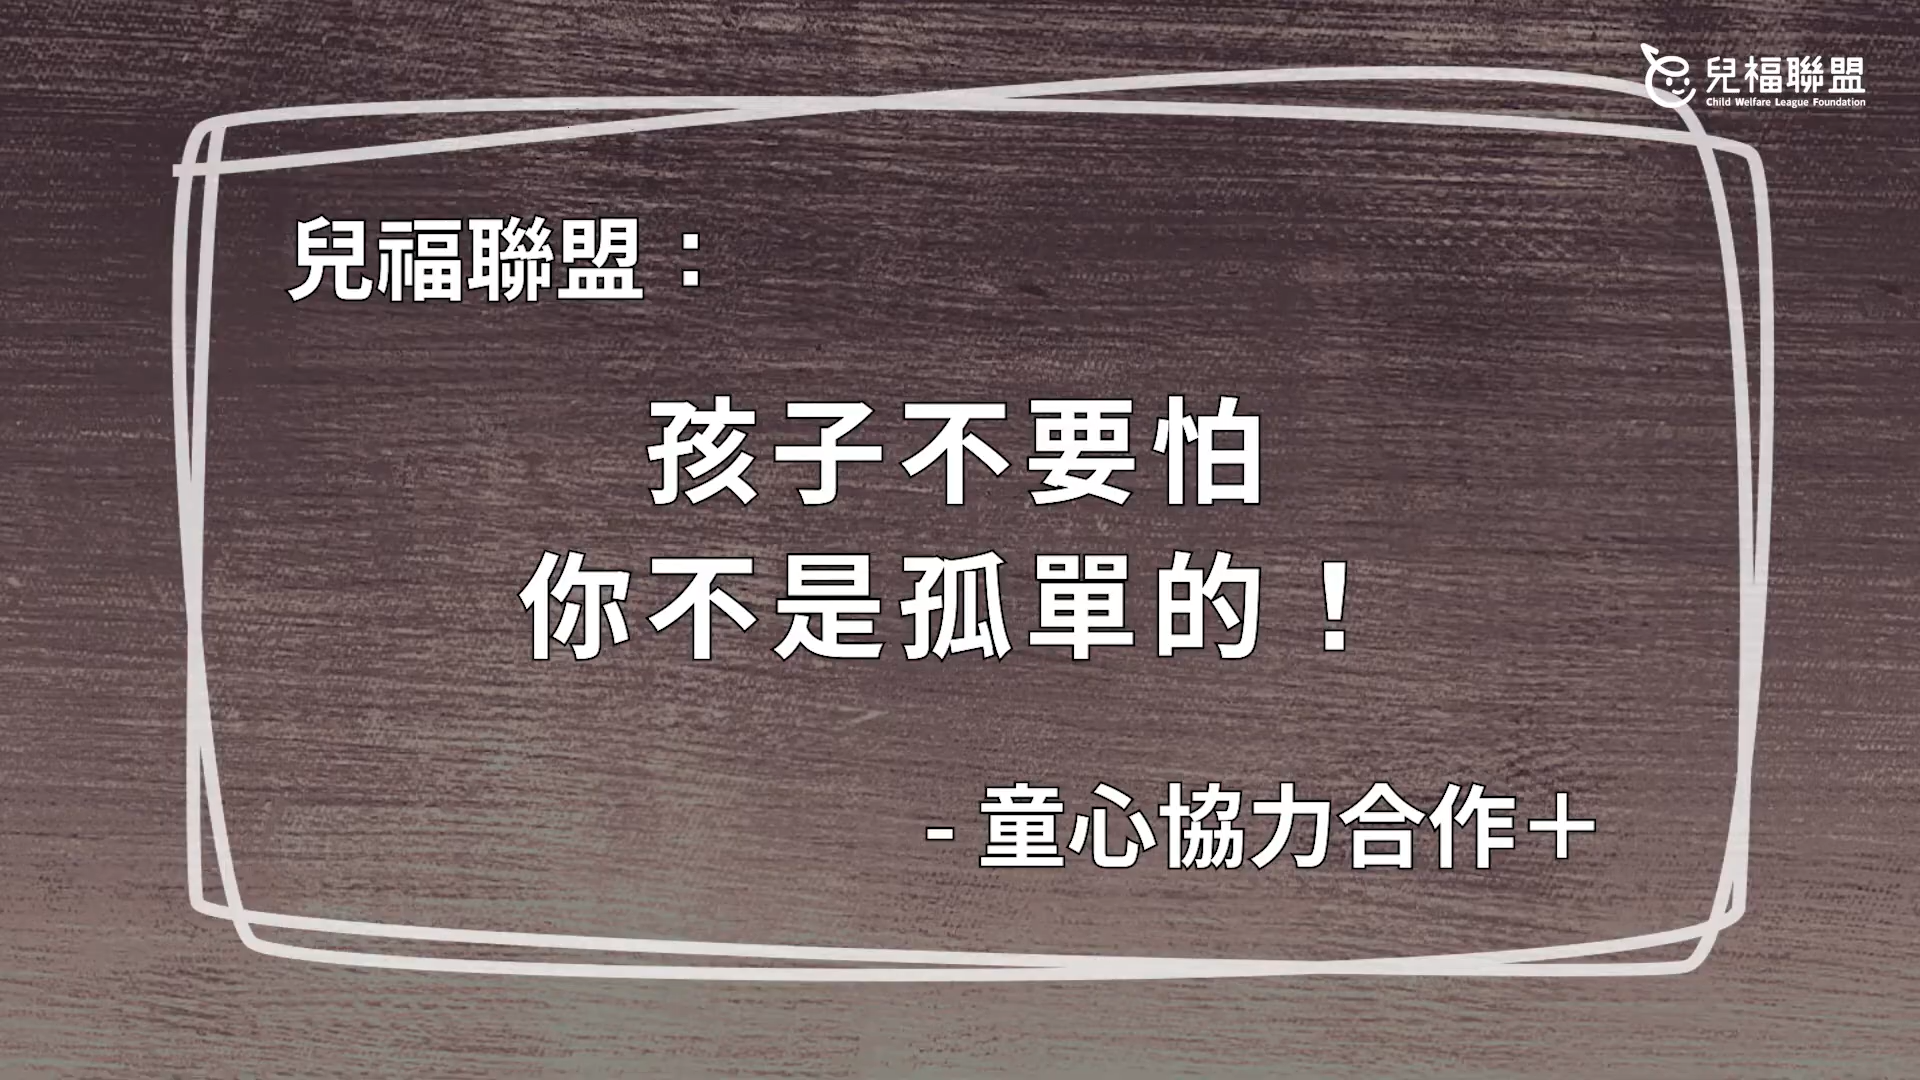 兒福聯盟
Child Welfare League Foundation
兒福聯盟：
孩子不要怕
你不是孤單的！
- 童心協力合作＋